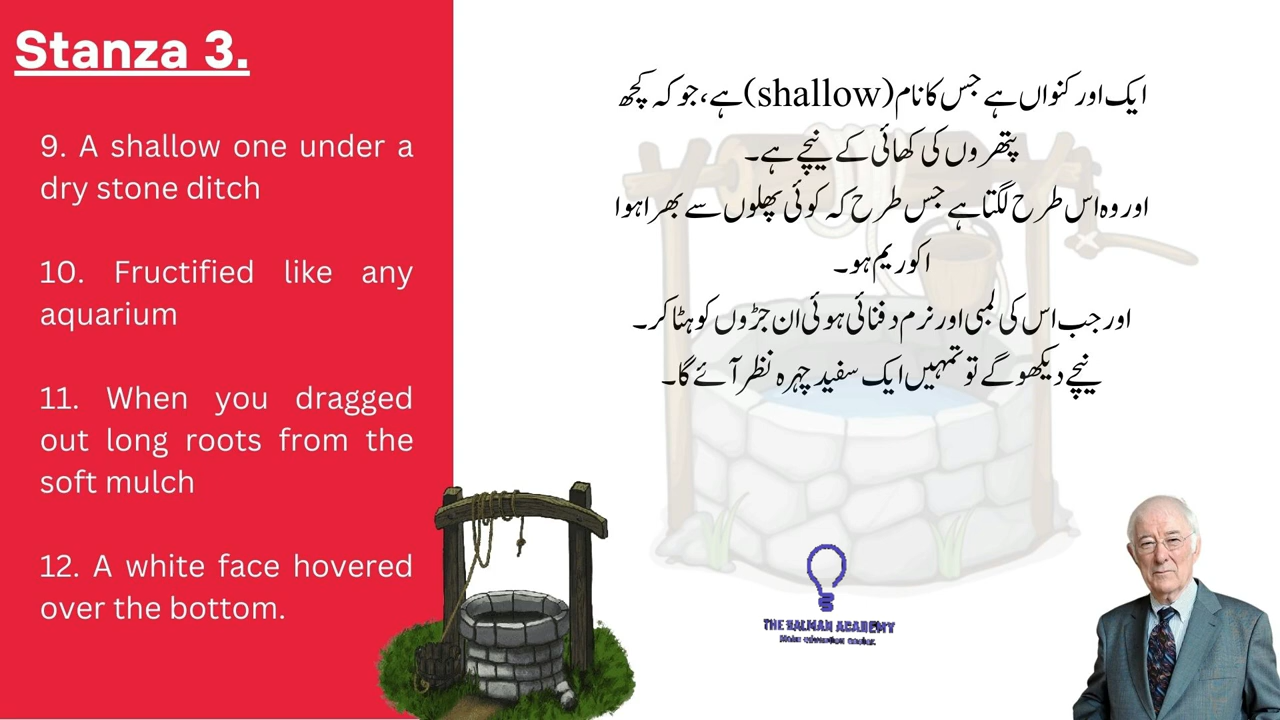 Stanza 3.
9. A shallow one under a
dry stone ditch
10. Fructified like any
aquarium
11. When you dragged
out long roots from the
soft mulch
12. A white face hovered
over the bottom.
ایک اور کنواں ہے جس کا نام (shallow) ہے، جو کہ کچھ
پتھروں کی کھائی کے نیچے ہے۔
اور وہ اس طرح لگتا ہے جس طرح کہ کوئی پھلوں سے بھرا ہوا
اکوریم ہو۔
اور جب اس کی لمبی اور نرم دفنائی ہوئی ان جڑوں کو ہٹا کر۔
نیچے دیکھو گے تو تمہیں ایک سفید چہرہ نظر آئے گا۔
THE SALMAN ACADEMY